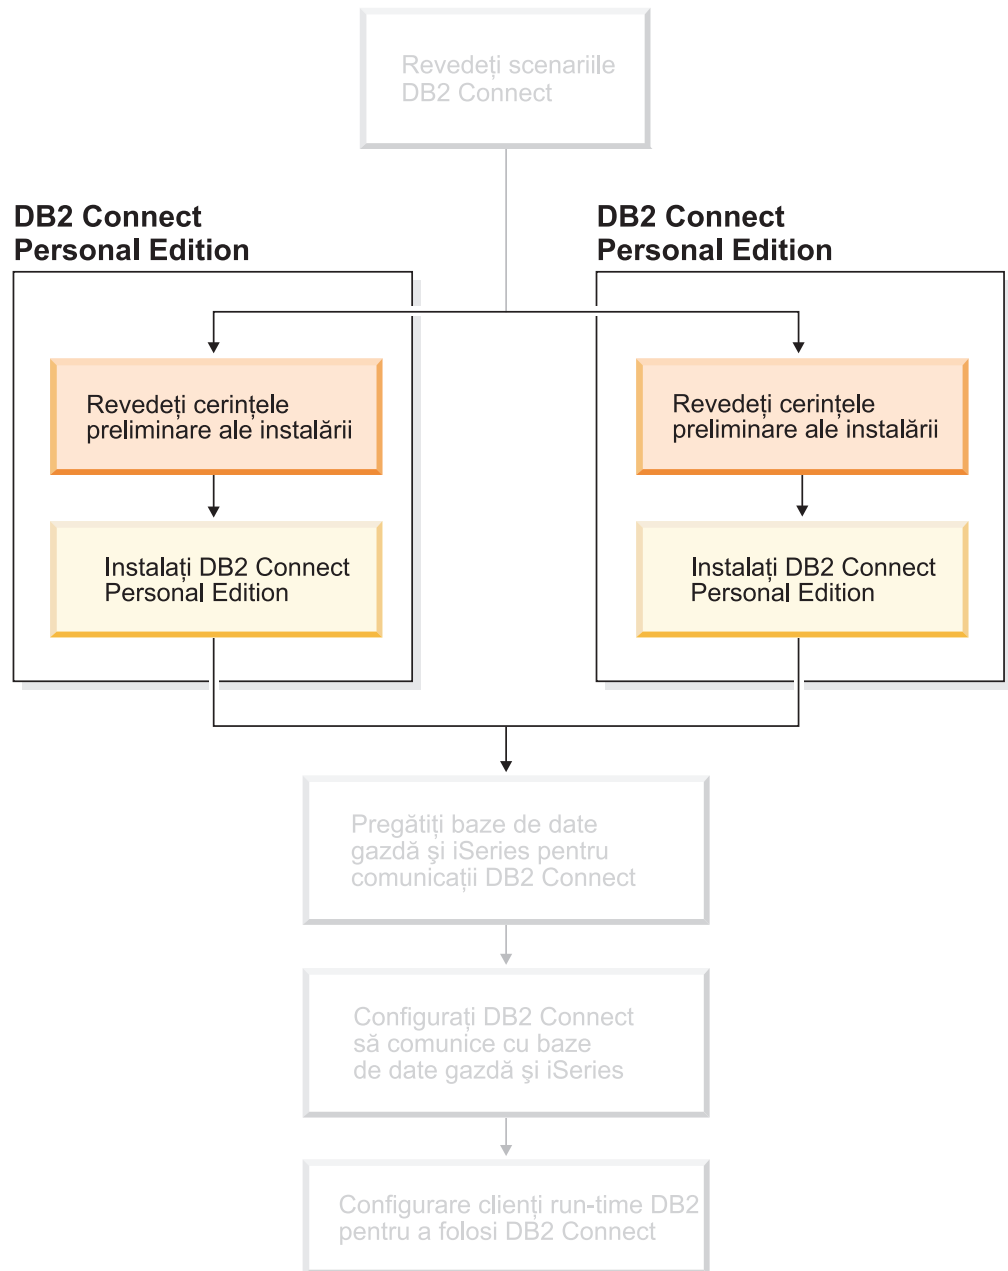 Revedeți scenariile
DB2 Connect
DB2 Connect
Personal Edition
Revedeți cerințele
preliminare ale instalării
Instalați DB2 Connect
Personal Edition
DB2 Connect
Personal Edition
Revedeți cerințele
preliminare ale instalării
Instalați DB2 Connect
Personal Edition
Pregătiți baze de date
gazdă şi iSeries pentru
comunicații DB2 Connect
Configurați DB2 Connect
să comunice cu baze
de date gazdă şi iSeries
Configurare clienți run-time DB2
pentru a folosi DB2 Connect